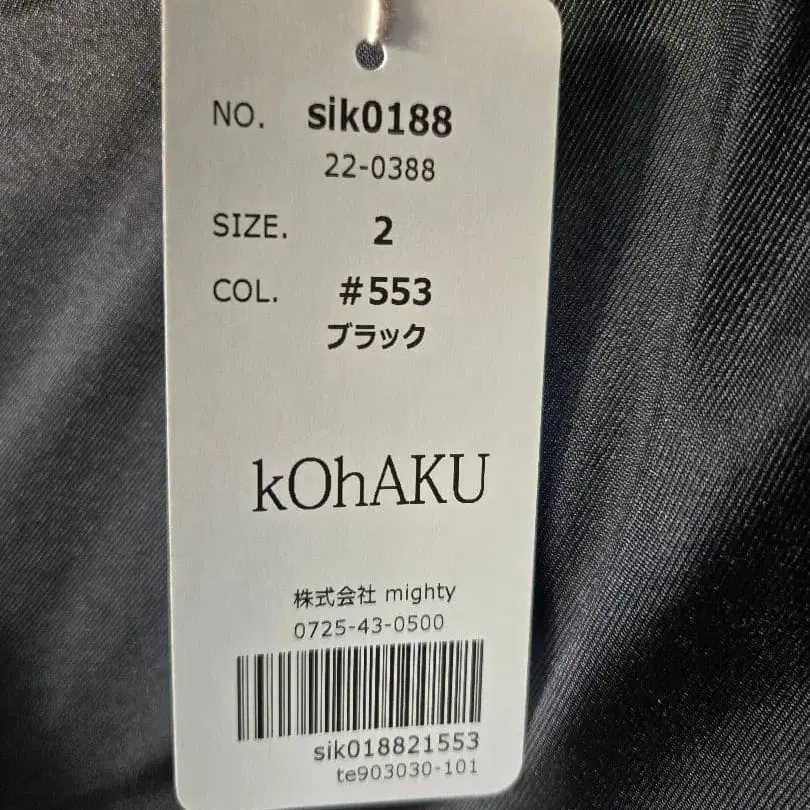 NO. sik0188
22-0388
SIZE. 2
COL. #553
ブラック
kOhAKU
株式会社 mighty
0725-43-0500
sik018821553
te903030-101